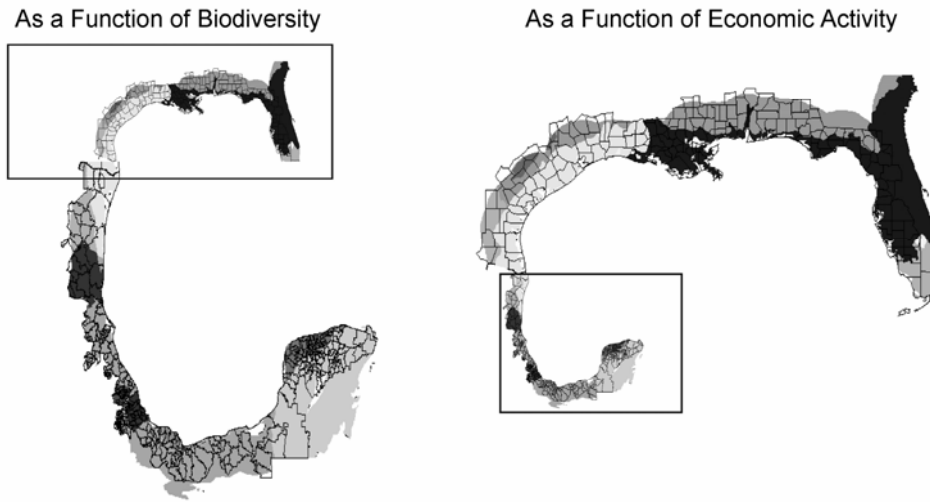 As a Function of Biodiversity
As a Function of Economic Activity